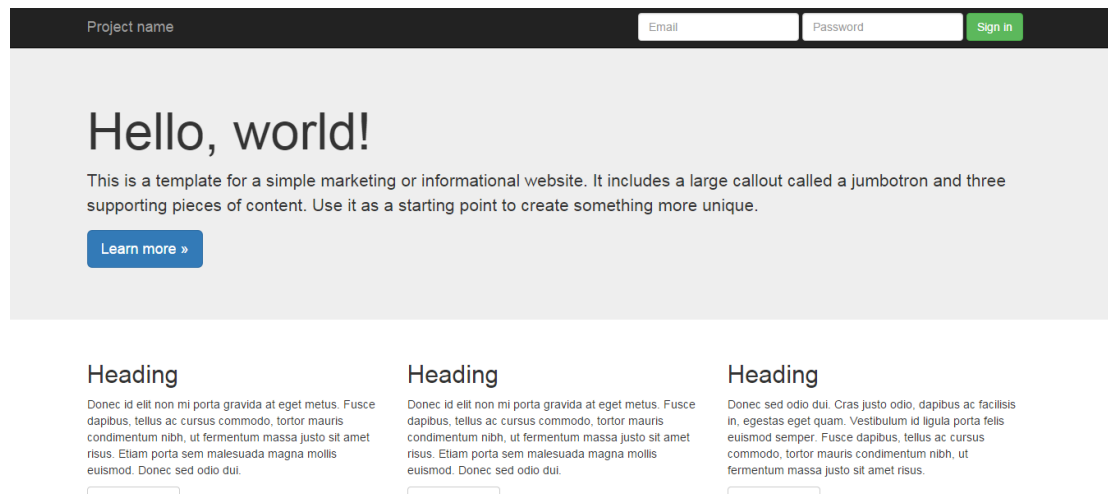 Project name
Email
Password
Sign in
Hello, world!
This is a template for a simple marketing or informational website. It includes a large callout called a jumbotron and three
supporting pieces of content. Use it as a starting point to create something more unique.
Learn more »
Heading
Donec id elit non mi porta gravida at eget metus. Fusce
dapibus, tellus ac cursus commodo, tortor mauris
condimentum nibh, ut fermentum massa justo sit amet
risus. Etiam porta sem malesuada magna mollis
euismod. Donec sed odio dui.
Heading
Donec id elit non mi porta gravida at eget metus. Fusce
dapibus, tellus ac cursus commodo, tortor mauris
condimentum nibh, ut fermentum massa justo sit amet
risus. Etiam porta sem malesuada magna mollis
euismod. Donec sed odio dui.
Heading
Donec sed odio dui. Cras justo odio, dapibus ac facilisis
in, egestas eget quam. Vestibulum id ligula porta felis
euismod semper. Fusce dapibus, tellus ac cursus
commodo, tortor mauris condimentum nibh, ut
fermentum massa justo sit amet risus.